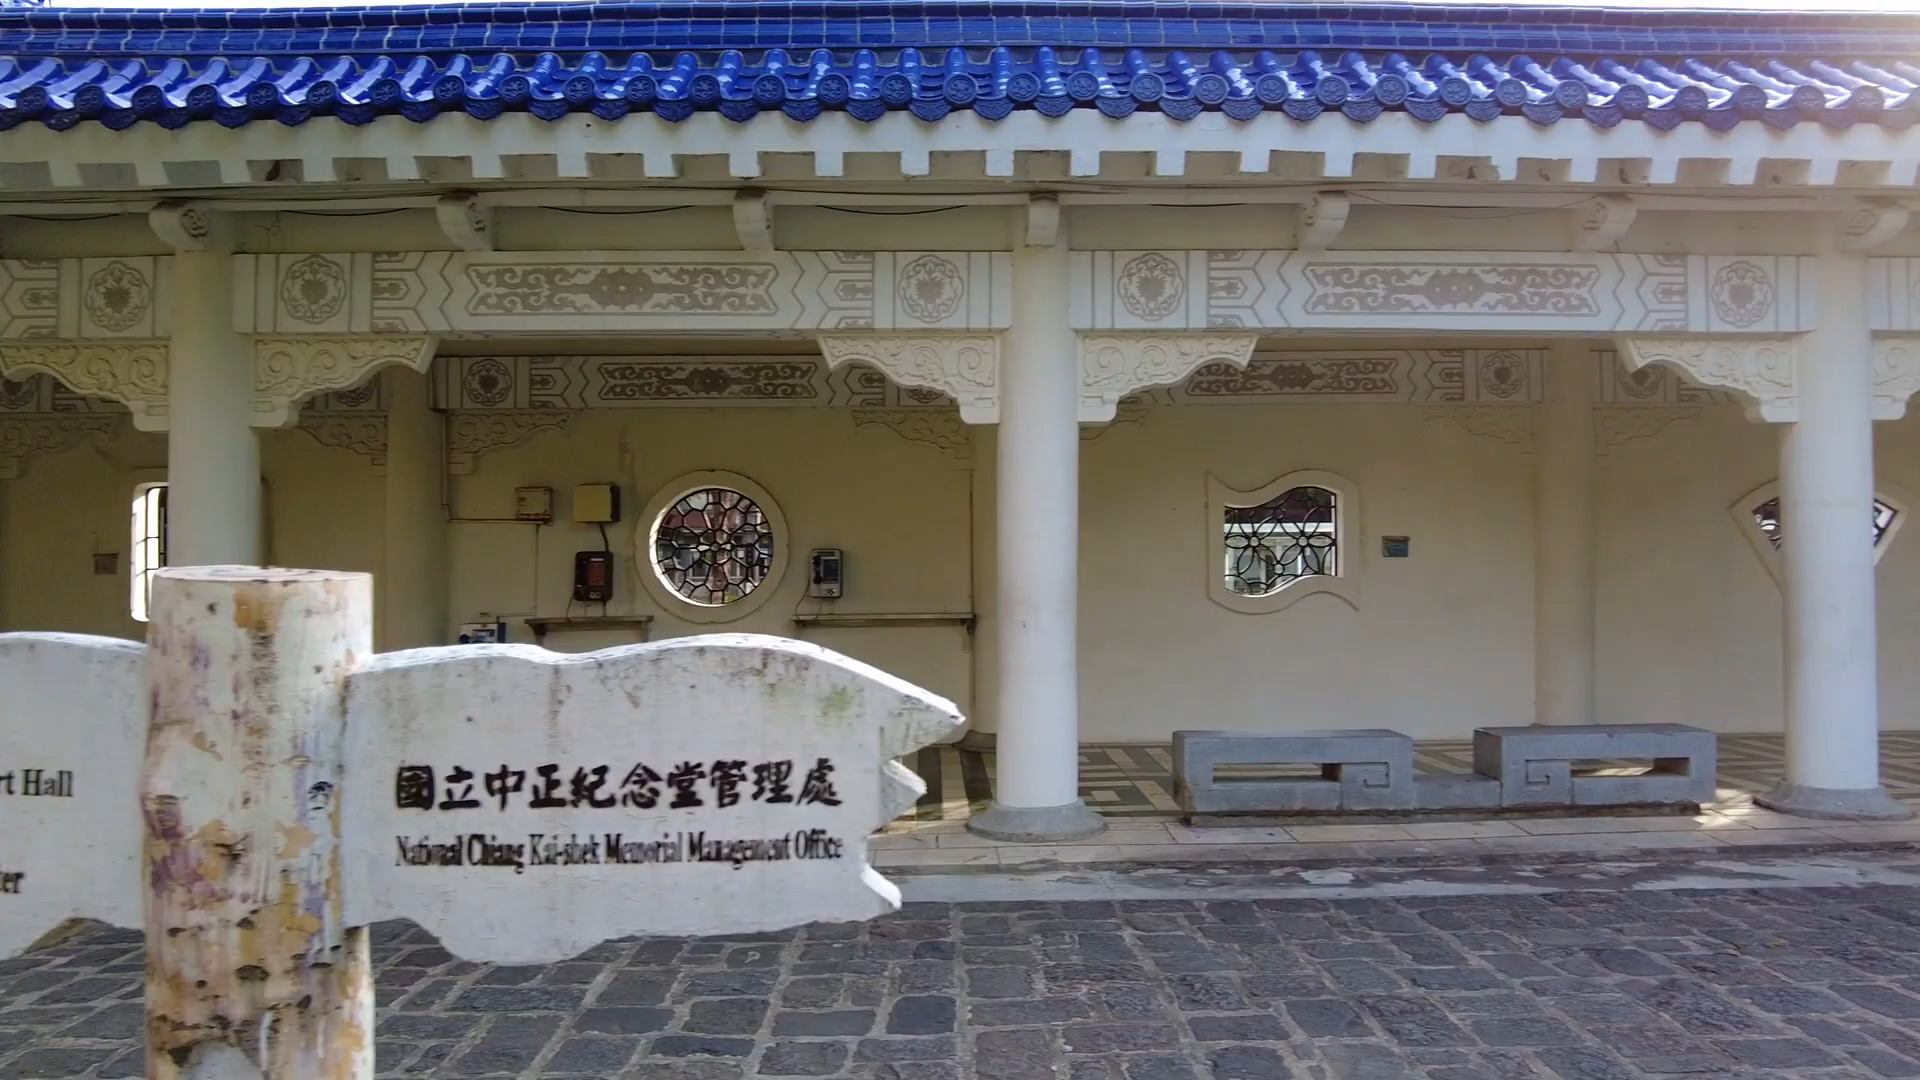 rt Hall
er
國立中正紀念堂管理處
National Chiang Kai-shek Memorial Management Office